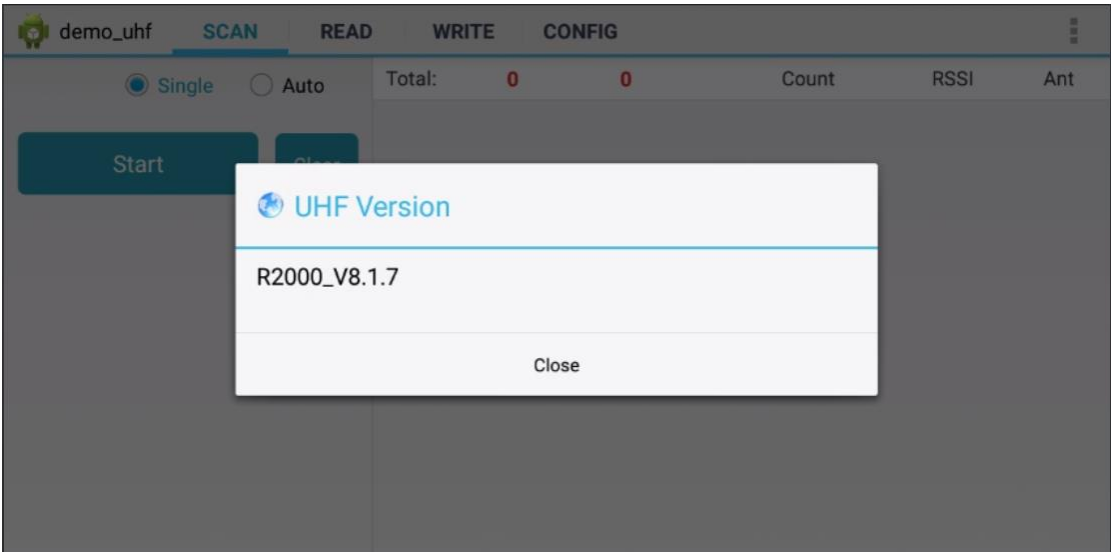 demo_uhf SCAN READ WRITE CONFIG
Single Auto Total: 0 0 Count RSSI Ant
Start
UHF Version
R2000_V8.1.7
Close